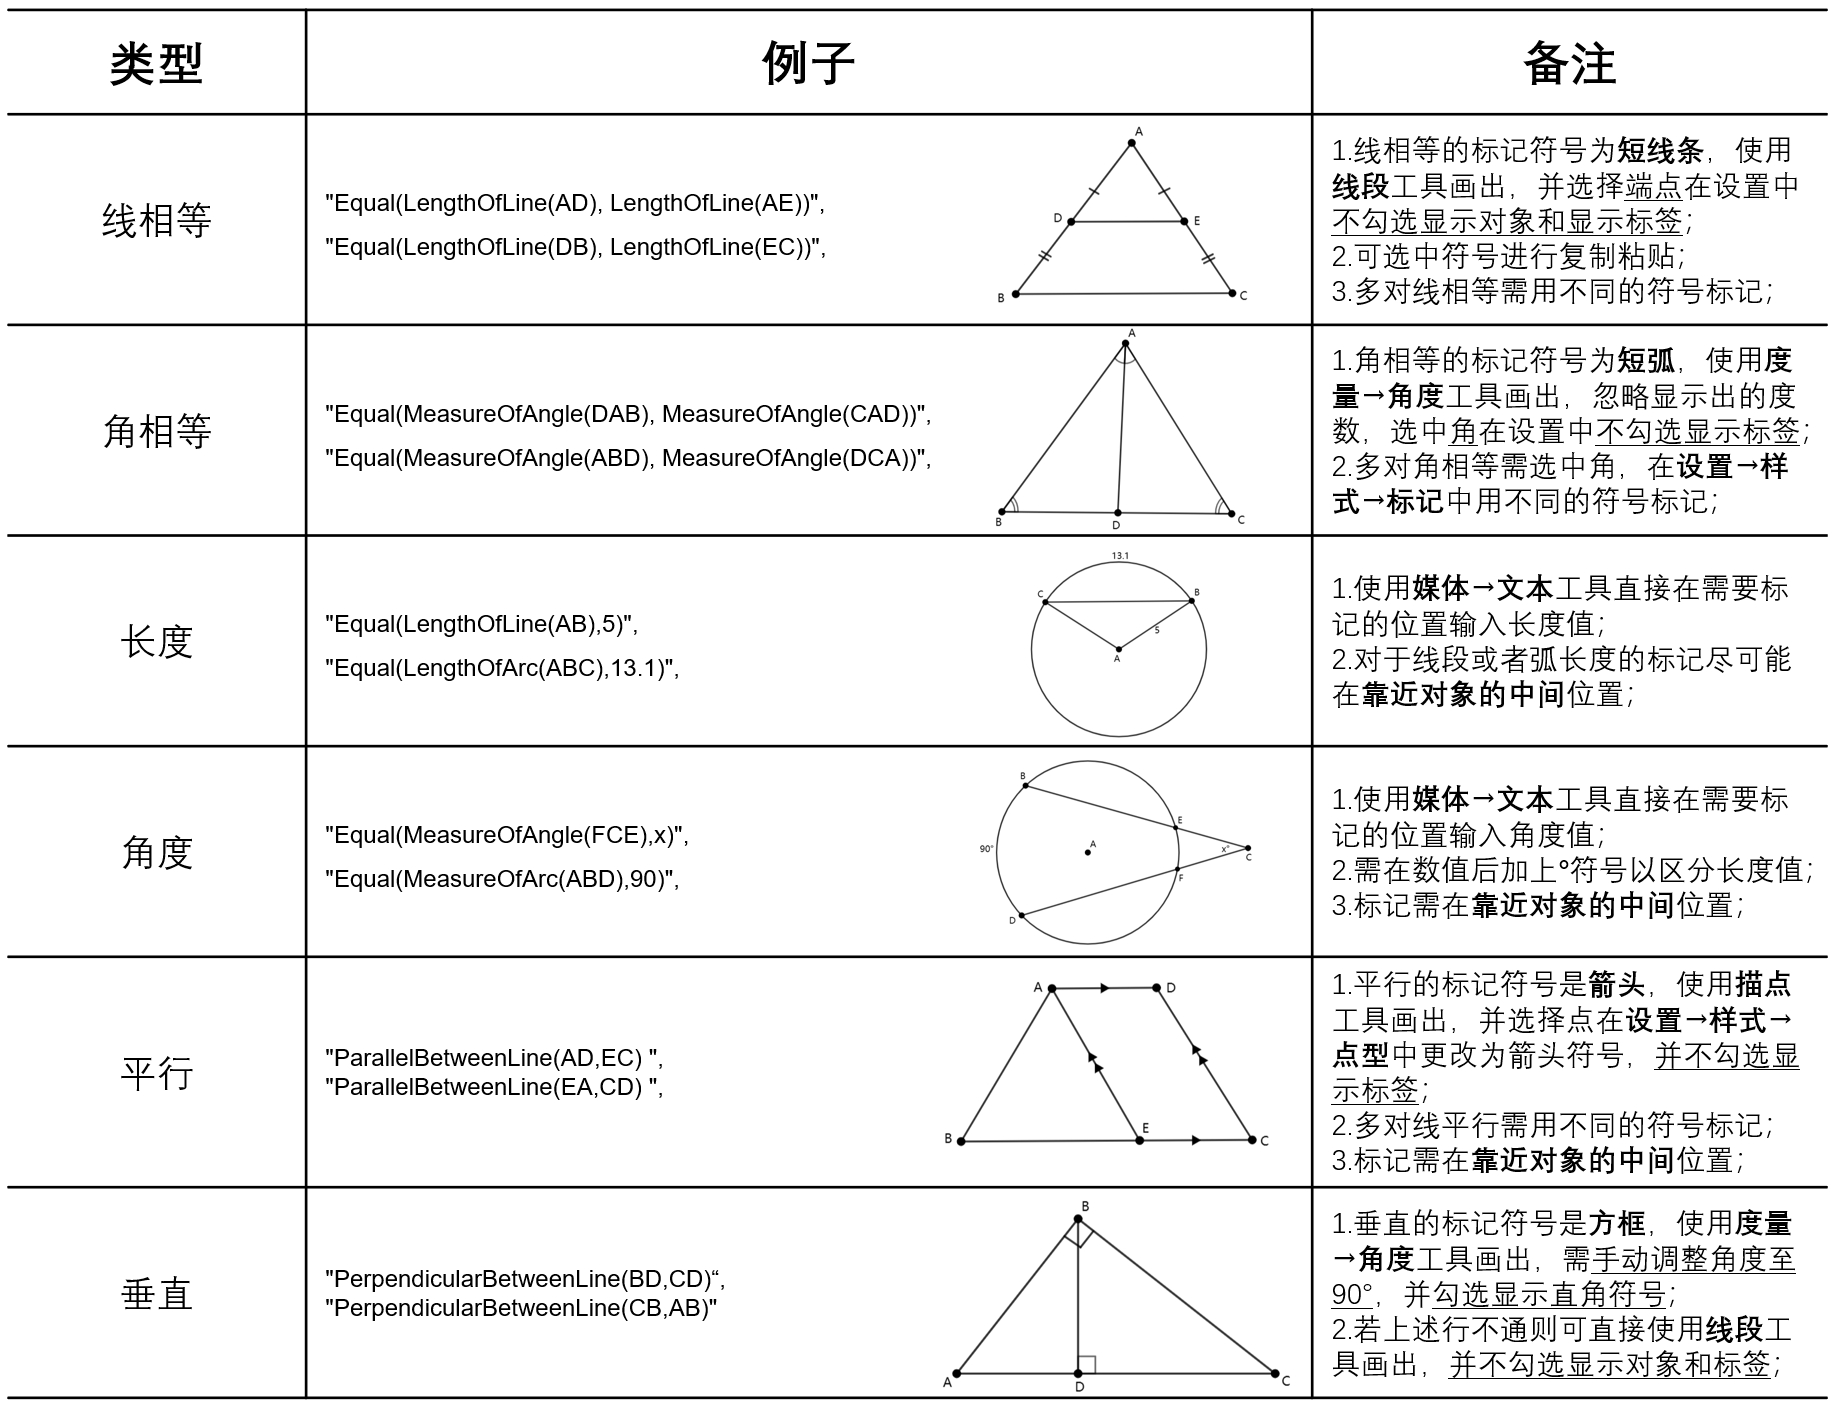 类型
例子
备注
线相等
"Equal(LengthOfLine(AD), LengthOfLine(AE))",
"Equal(LengthOfLine(DB), LengthOfLine(EC))",
A
D
E
B
C
1.线相等的标记符号为短线条，使用
线段工具画出，并选择端点在设置中
不勾选显示对象和显示标签；
2.可选中符号进行复制粘贴；
3.多对线相等需用不同的符号标记；
角相等
"Equal(MeasureOfAngle(DAB), MeasureOfAngle(CAD))",
"Equal(MeasureOfAngle(ABD), MeasureOfAngle(DCA))",
A
B
D
C
1.角相等的标记符号为短弧，使用度
量→角度工具画出，忽略显示出的度
数，选中角在设置中不勾选显示标签；
2.多对角相等需选中角，在设置→样
式→标记中用不同的符号标记；
长度
"Equal(LengthOfLine(AB),5)",
"Equal(LengthOfArc(ABC),13.1)",
13.1
C
B
5
A
1.使用媒体→文本工具直接在需要标
记的位置输入长度值；
2.对于线段或者弧长度的标记尽可能
在靠近对象的中间位置；
角度
"Equal(MeasureOfAngle(FCE),x)",
"Equal(MeasureOfArc(ABD),90)",
B
E
A
90°
x°
C
F
D
1.使用媒体→文本工具直接在需要标
记的位置输入角度值；
2.需在数值后加上°符号以区分长度值；
3.标记需在靠近对象的中间位置；
平行
"ParallelBetweenLine(AD,EC) ",
"ParallelBetweenLine(EA,CD) ",
A
D
B
E
C
1.平行的标记符号是箭头，使用描点
工具画出，并选择点在设置→样式→
点型中更改为箭头符号，并不勾选显
示标签；
2.多对线平行需用不同的符号标记；
3.标记需在靠近对象的中间位置；
垂直
"PerpendicularBetweenLine(BD,CD)“,
"PerpendicularBetweenLine(CB,AB)"
B
A
D
C
1.垂直的标记符号是方框，使用度量
→角度工具画出，需手动调整角度至
90°，并勾选显示直角符号；
2.若上述行不通则可直接使用线段工
具画出，并不勾选显示对象和标签；